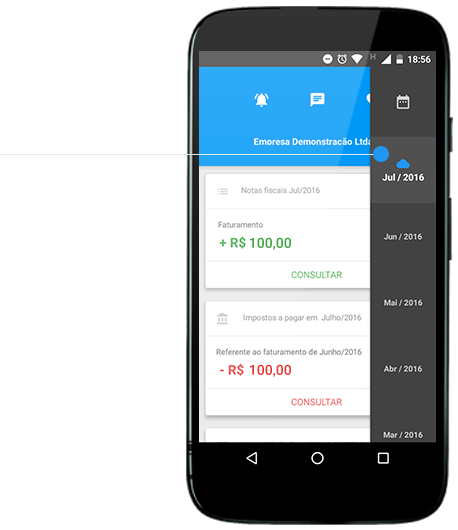 H 18:56
Empresa Demonstração Ltda
Jul / 2016
Notas fiscais Jul/2016
Faturamento
+ R$ 100,00
CONSULTAR
Jun / 2016
Mai / 2016
Impostos a pagar em Julho/2016
Referente ao faturamento de Junho/2016
- R$ 100,00
CONSULTAR
Abr / 2016
Mar / 2016